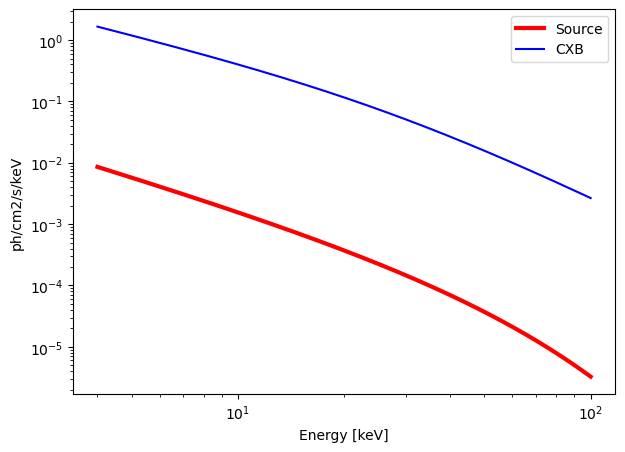 Source
CXB
ph/cm2/s/keV
10⁰
10⁻¹
10⁻²
10⁻³
10⁻⁴
10⁻⁵
10¹
10²
Energy [keV]